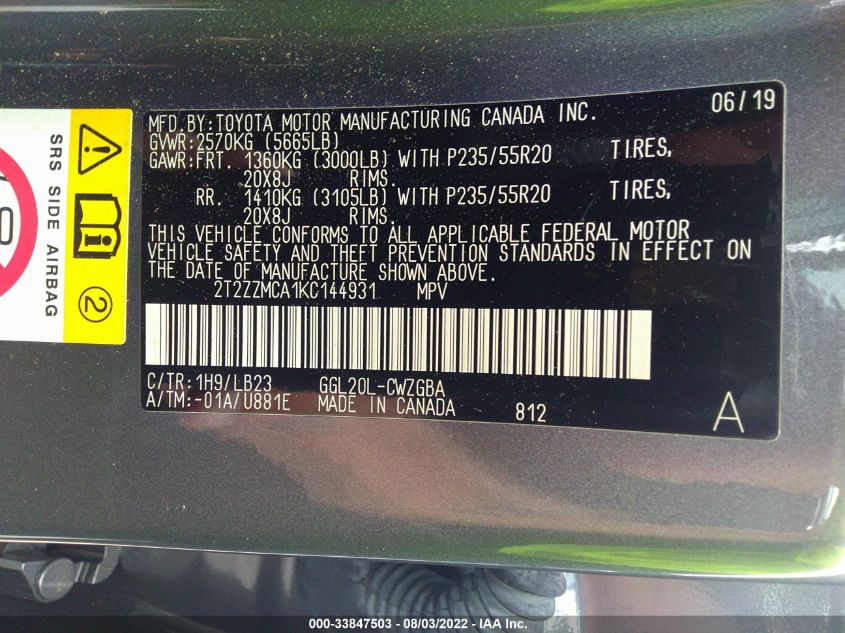 06/19
MFD.BY:TOYOTA MOTOR MANUFACTURING CANADA INC.
GVWR:2570KG (5665LB)
GAWR:FRT. 1360KG (3000LB) WITH P235/55R20 TIRES,
20X8J RIMS.
RR. 1410KG (3105LB) WITH P235/55R20 TIRES,
20X8J RIMS.
THIS VEHICLE CONFORMS TO ALL APPLICABLE FEDERAL MOTOR
VEHICLE SAFETY AND THEFT PREVENTION STANDARDS IN EFFECT ON
THE DATE OF MANUFACTURE SHOWN ABOVE.
2T2ZZMCA1KC144931 MPV
C/TR:1H9/LB23 GGL20L-CWZGBA
A/TM:-01A/U881E MADE IN CANADA 812 A
SRS SIDE AIRBAG
2
000-33847503 - 08/03/2022 - IAA Inc.